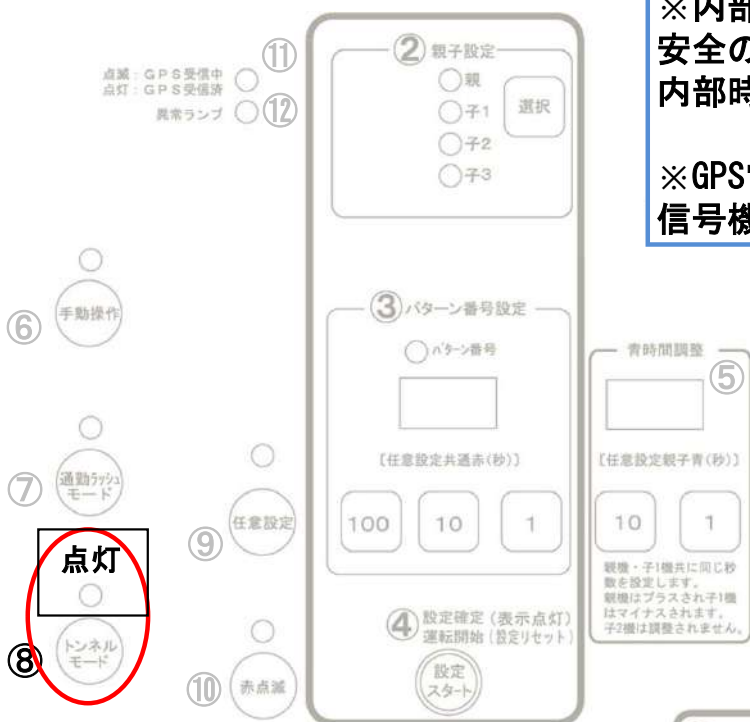 ※内部
安全の
内部時
※GPS
信号機
⑪
点滅：GPS受信中
点灯：GPS受信済
異常ランプ
⑫
②親子設定
親
子1
子2
子3
選択
⑥
手動操作
③パターン番号設定
パターン番号
[任意設定共通赤(秒)]
100
10
1
青時間調整
⑤
[任意設定親子青(秒)]
10
1
親機・子1機共に同じ秒
数を設定します。
親機はプラスされ子1機
はマイナスされます。
子2機は調整されません。
⑦
通勤ラッシュ
モード
⑨
任意設定
点灯
⑧
トンネル
モード
⑩
赤点滅
④設定確定(表示点灯)
運転開始(設定リセット)
設定
スタート